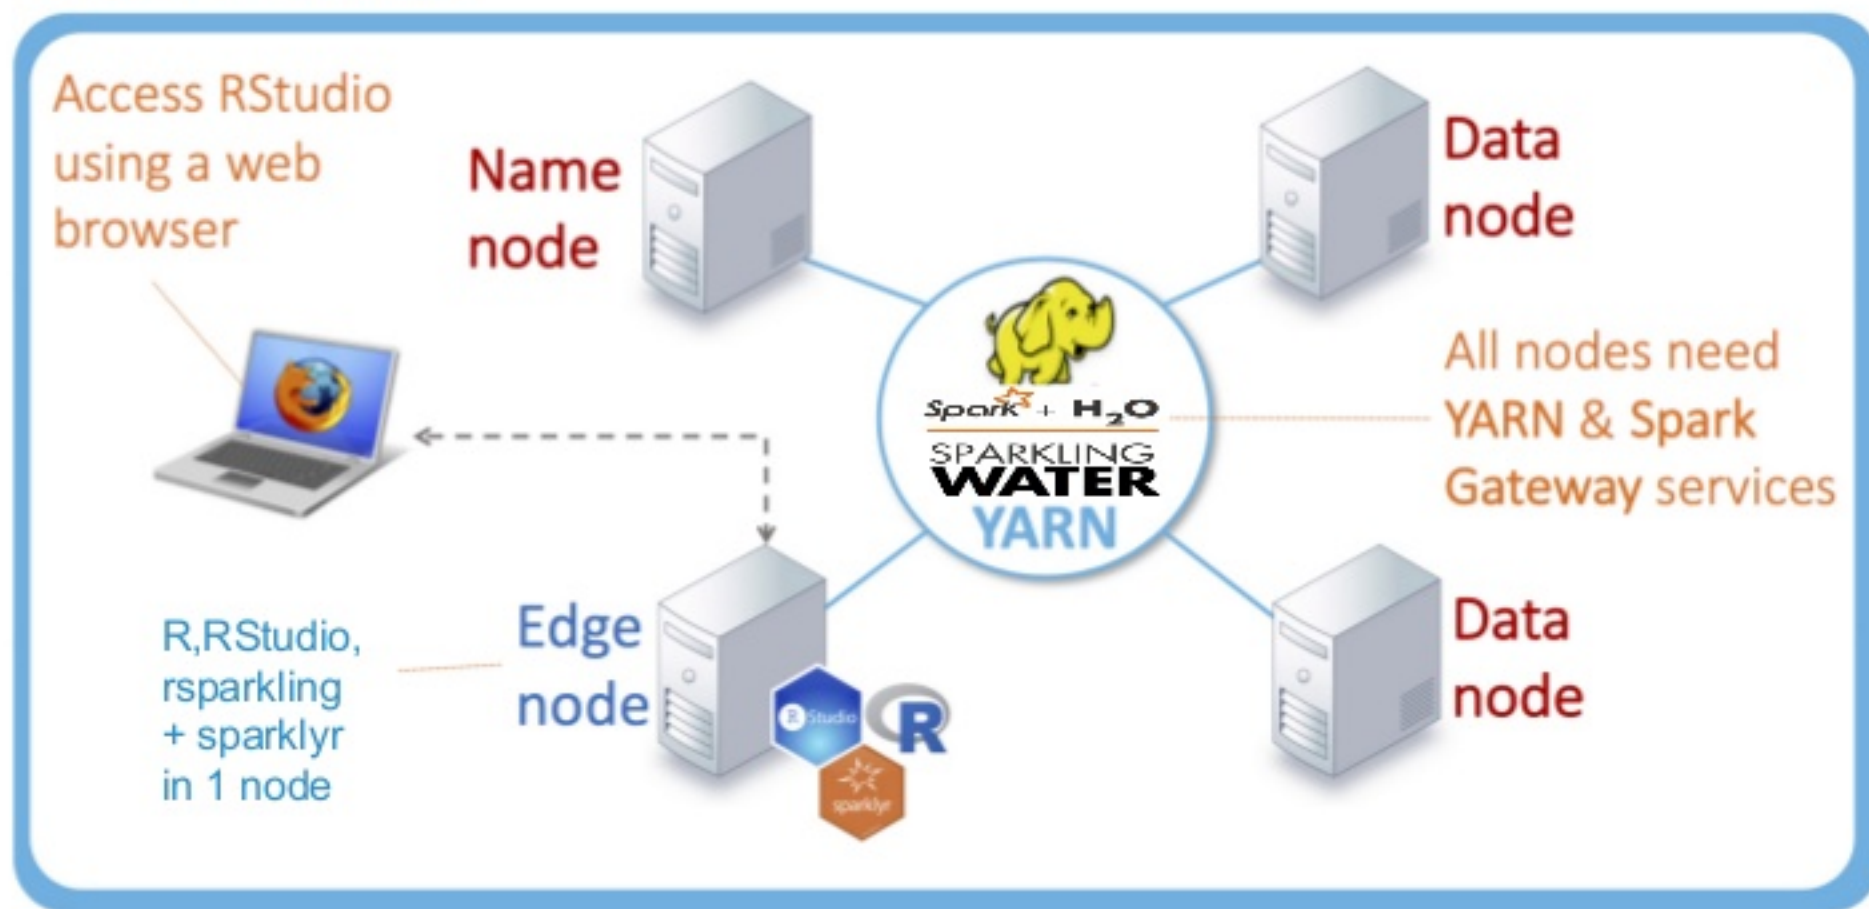 Access RStudio
using a web
browser
Name
node
Data
node
Spark + H₂O
SPARKLING
WATER
YARN
All nodes need
YARN & Spark
Gateway services
R,RStudio,
rsparkling
+ sparklyr
in 1 node
Edge
node
R Studio
R
sparklyr
Data
node